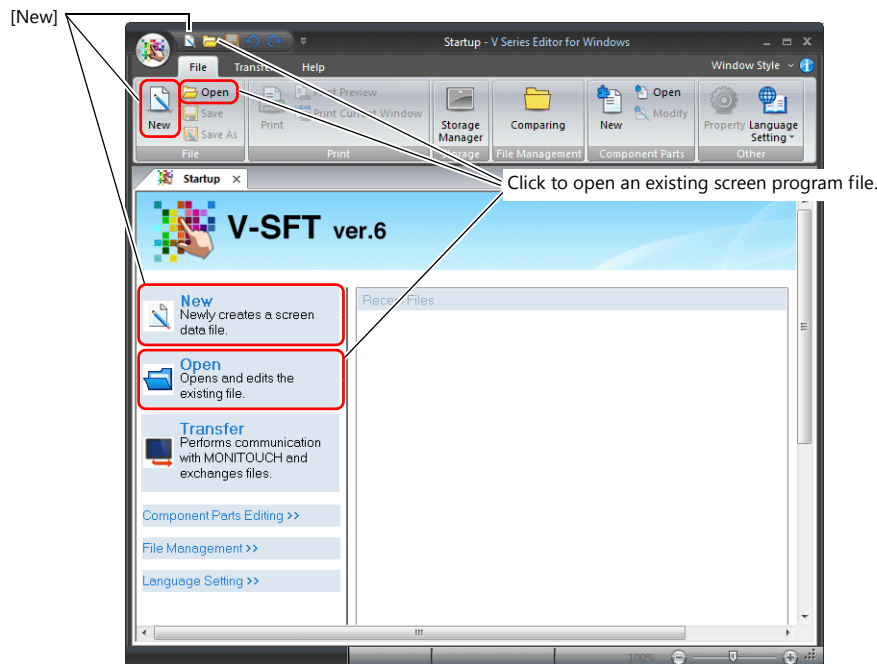 [New]
Startup - V Series Editor for Windows
File Transfer Help
Window Style
New
Open
Save
Save As
File
Print
Print Preview
Print Current Window
Print
Storage
Manager
Storage
Comparing
File Management
New
Open
Modify
Component Parts
Property
Language
Setting
Other
Startup ×
Click to open an existing screen program file.
V-SFT ver.6
New
Newly creates a screen
data file.
Open
Opens and edits the
existing file.
Transfer
Performs communication
with MONITOUCH and
exchanges files.
Component Parts Editing >>
File Management >>
Language Setting >>
Recent Files
100%